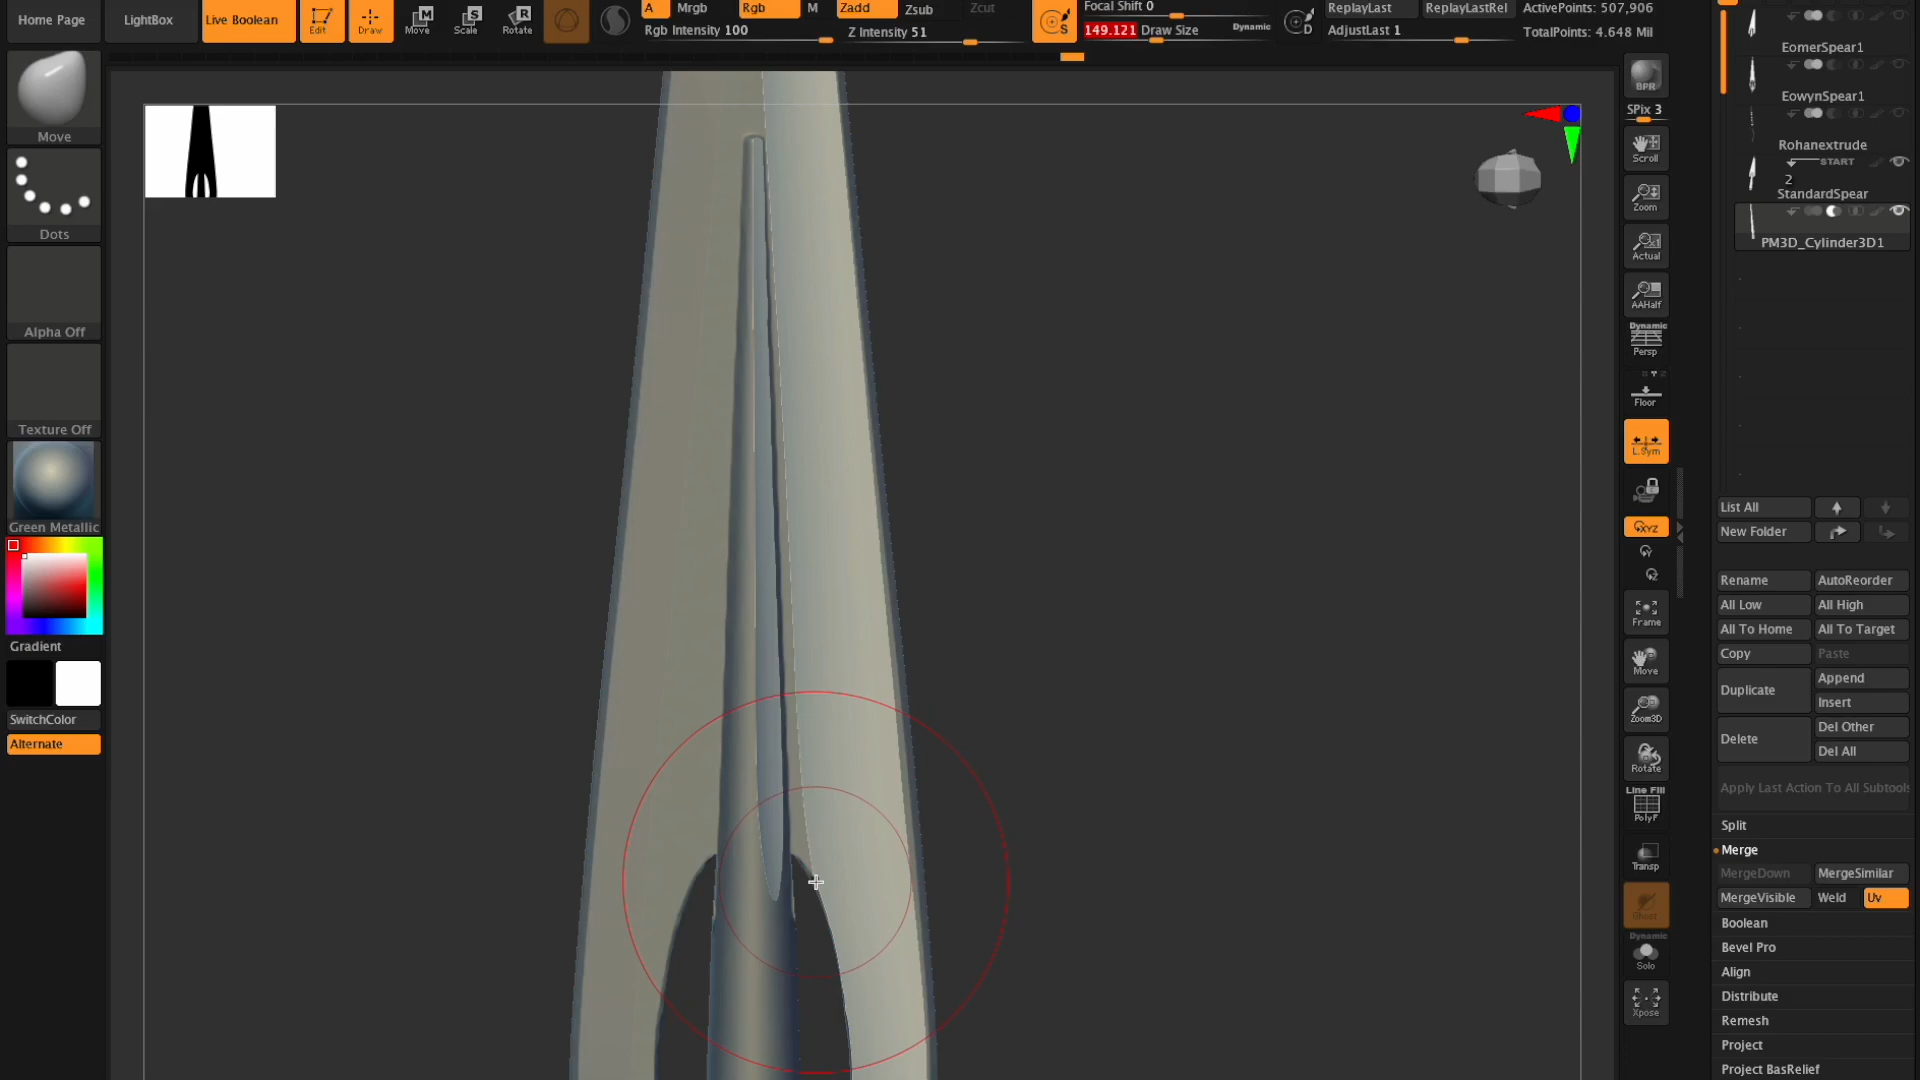 Home Page
LightBox
Live Boolean
Edit
Draw
Move
Scale
Rotate
A
Mrgb
Rgb
M
Rgb Intensity 100
Zadd
Zsub
Zcut
Z Intensity 51
S
Focal Shift 0
149.121 Draw Size
Dynamic
D
ReplayLast
ReplayLastRel
AdjustLast 1
ActivePoints: 507,906
TotalPoints: 4.648 Mil
Move
Dots
Alpha Off
Texture Off
Green Metallic
Gradient
SwitchColor
Alternate
BPR
SPix 3
Scroll
Zoom
Actual
AAHalf
Dynamic
Persp
Floor
L.Sym
XYZ
Frame
Move
Zoom3D
Rotate
Line Fill
PolyF
Transp
Ghost
Dynamic
Solo
Xpose
EomerSpear1
EowynSpear1
Rohanextrude
START
2
StandardSpear
PM3D_Cylinder3D1
List All
New Folder
Rename
AutoReorder
All Low
All High
All To Home
All To Target
Copy
Paste
Duplicate
Append
Insert
Delete
Del Other
Del All
Apply Last Action To All Subtools
Split
Merge
MergeDown
MergeSimilar
MergeVisible
Weld
Uv
Boolean
Bevel Pro
Align
Distribute
Remesh
Project
Project BasRelief